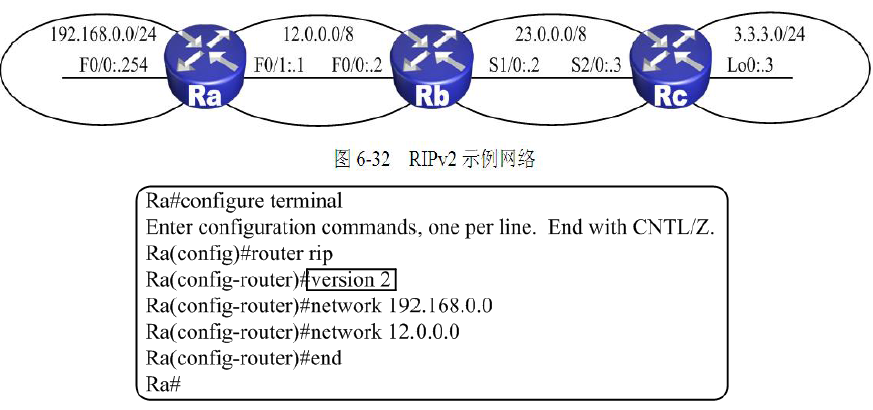 192.168.0.0/24 12.0.0.0/8 23.0.0.0/8 3.3.3.0/24
F0/0:.254 Ra F0/1:.1 F0/0:.2 Rb S1/0:.2 S2/0:.3 Rc Lo0:.3
图 6-32 RIPv2 示例网络
Ra#configure terminal
Enter configuration commands, one per line. End with CNTL/Z.
Ra(config)#router rip
Ra(config-router)#version 2
Ra(config-router)#network 192.168.0.0
Ra(config-router)#network 12.0.0.0
Ra(config-router)#end
Ra#